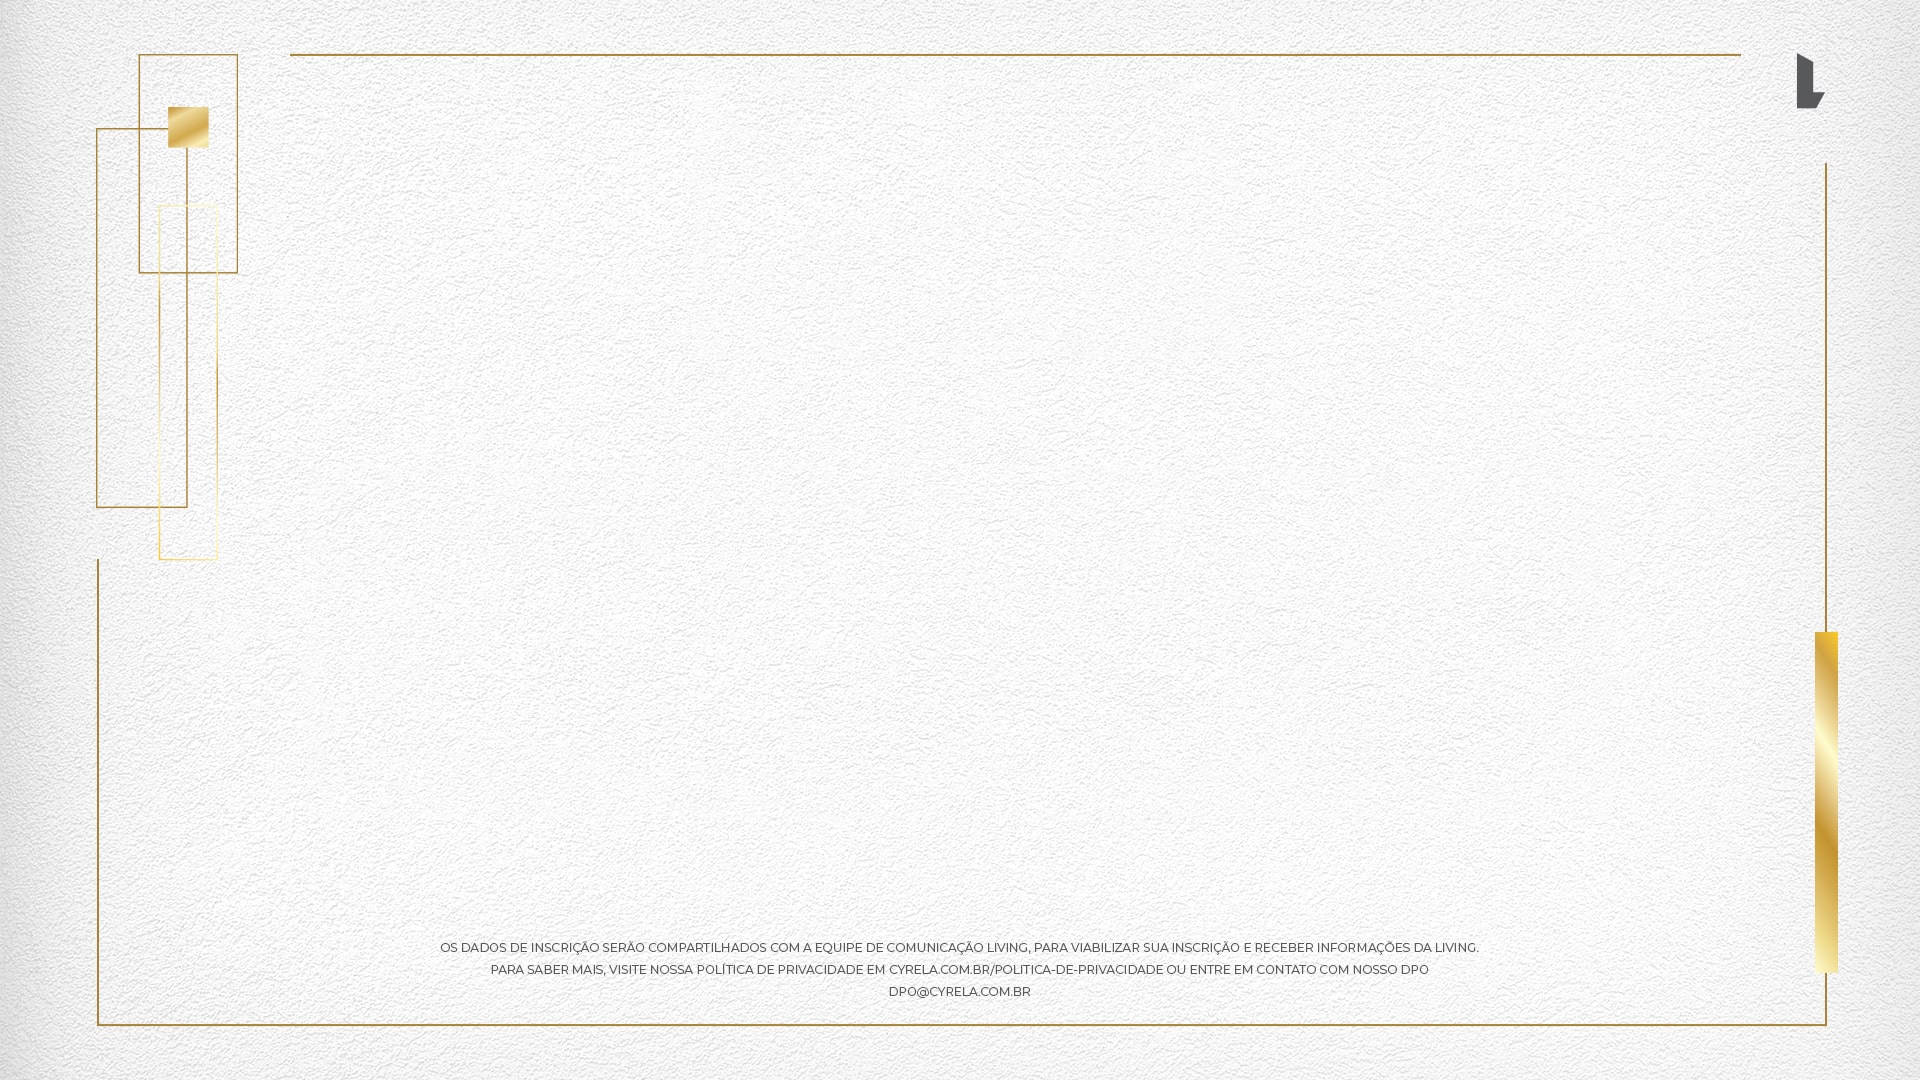 OS DADOS DE INSCRIÇÃO SERÃO COMPARTILHADOS COM A EQUIPE DE COMUNICAÇÃO LIVING, PARA VIABILIZAR SUA INSCRIÇÃO E RECEBER INFORMAÇÕES DA LIVING.
PARA SABER MAIS, VISITE NOSSA POLÍTICA DE PRIVACIDADE EM CYRELA.COM.BR/POLITICA-DE-PRIVACIDADE OU ENTRE EM CONTATO COM NOSSO DPO
DPO@CYRELA.COM.BR